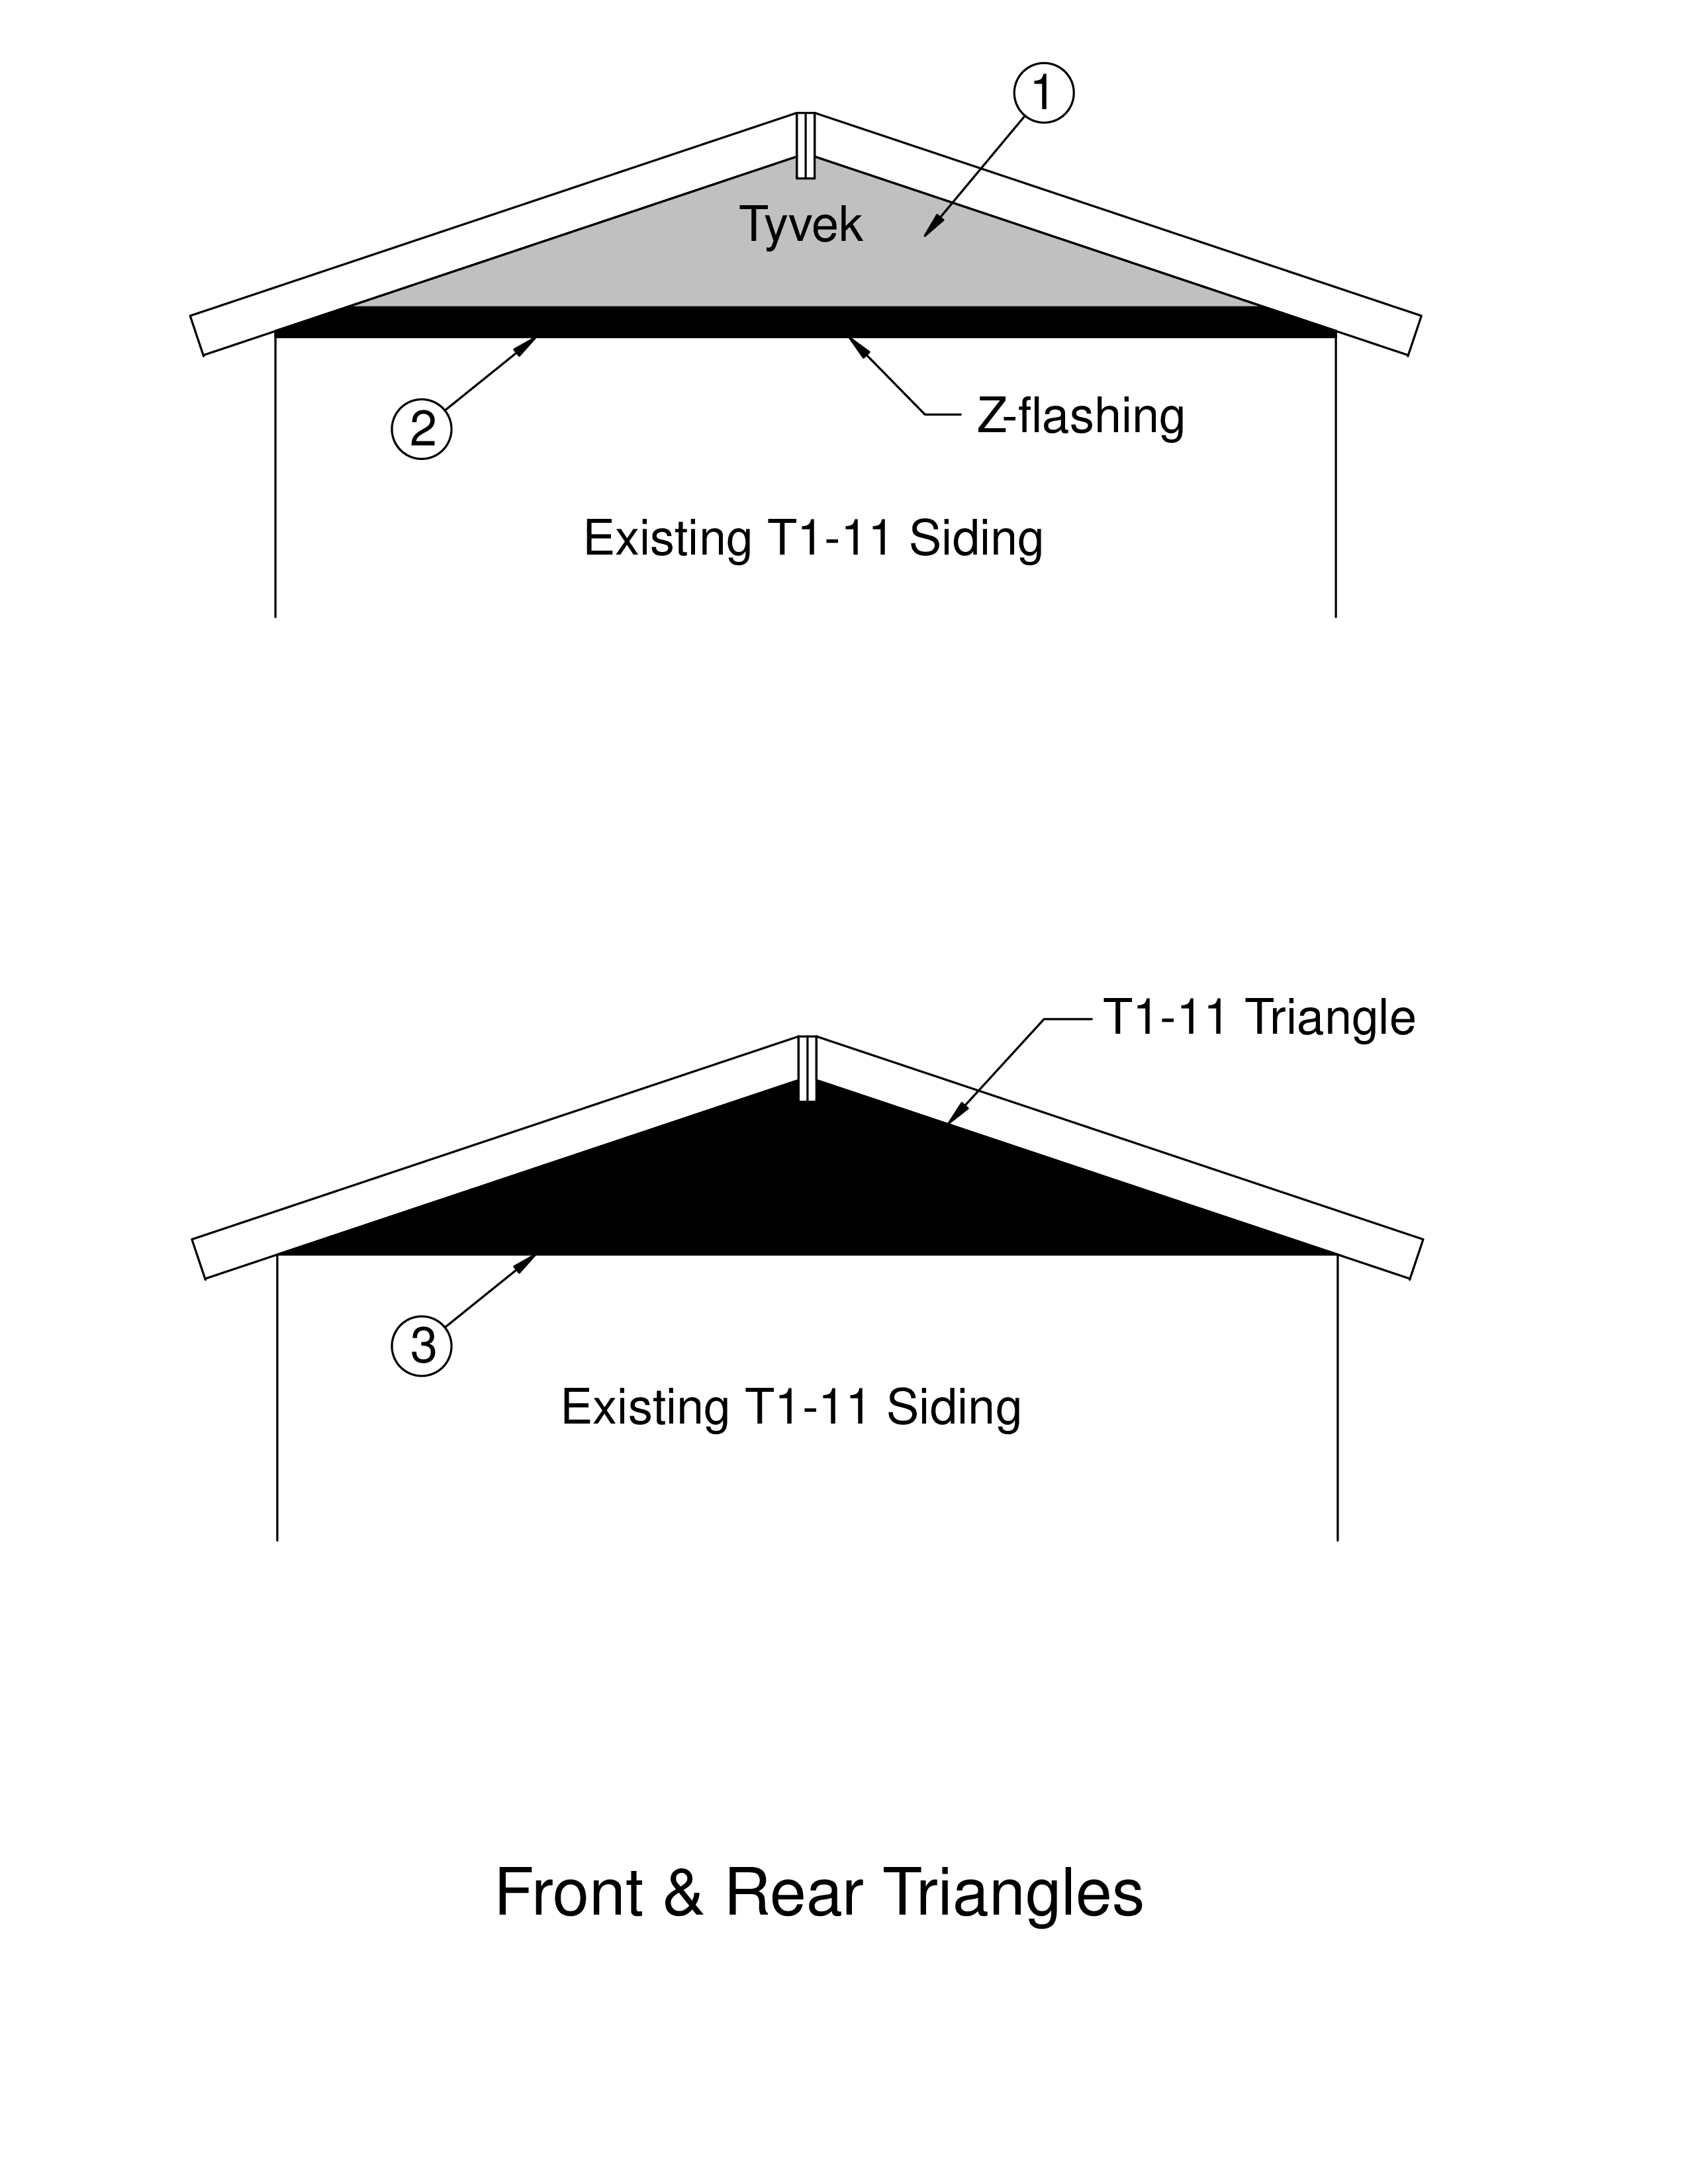 1
Tyvek
2
Z-flashing
Existing T1-11 Siding
T1-11 Triangle
3
Existing T1-11 Siding
Front & Rear Triangles